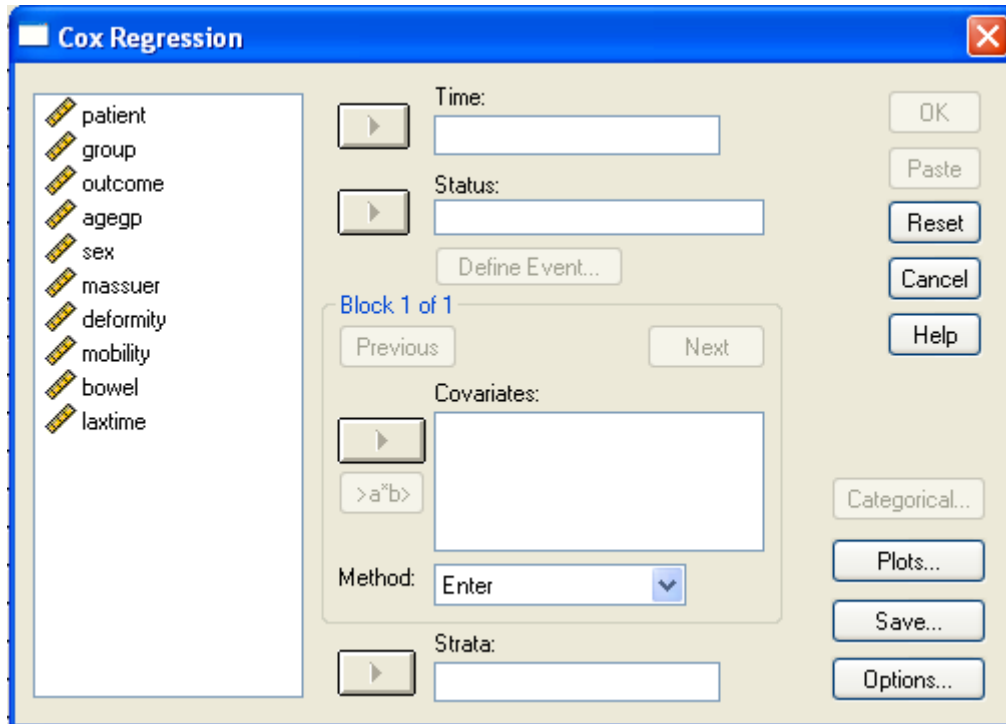 Cox Regression
patient
group
outcome
agegp
sex
massuer
deformity
mobility
bowel
laxtime
Time:
Status:
Define Event...
Block 1 of 1
Previous
Next
Covariates:
>a*b>
Method:
Enter
Strata:
OK
Paste
Reset
Cancel
Help
Categorical...
Plots...
Save...
Options...